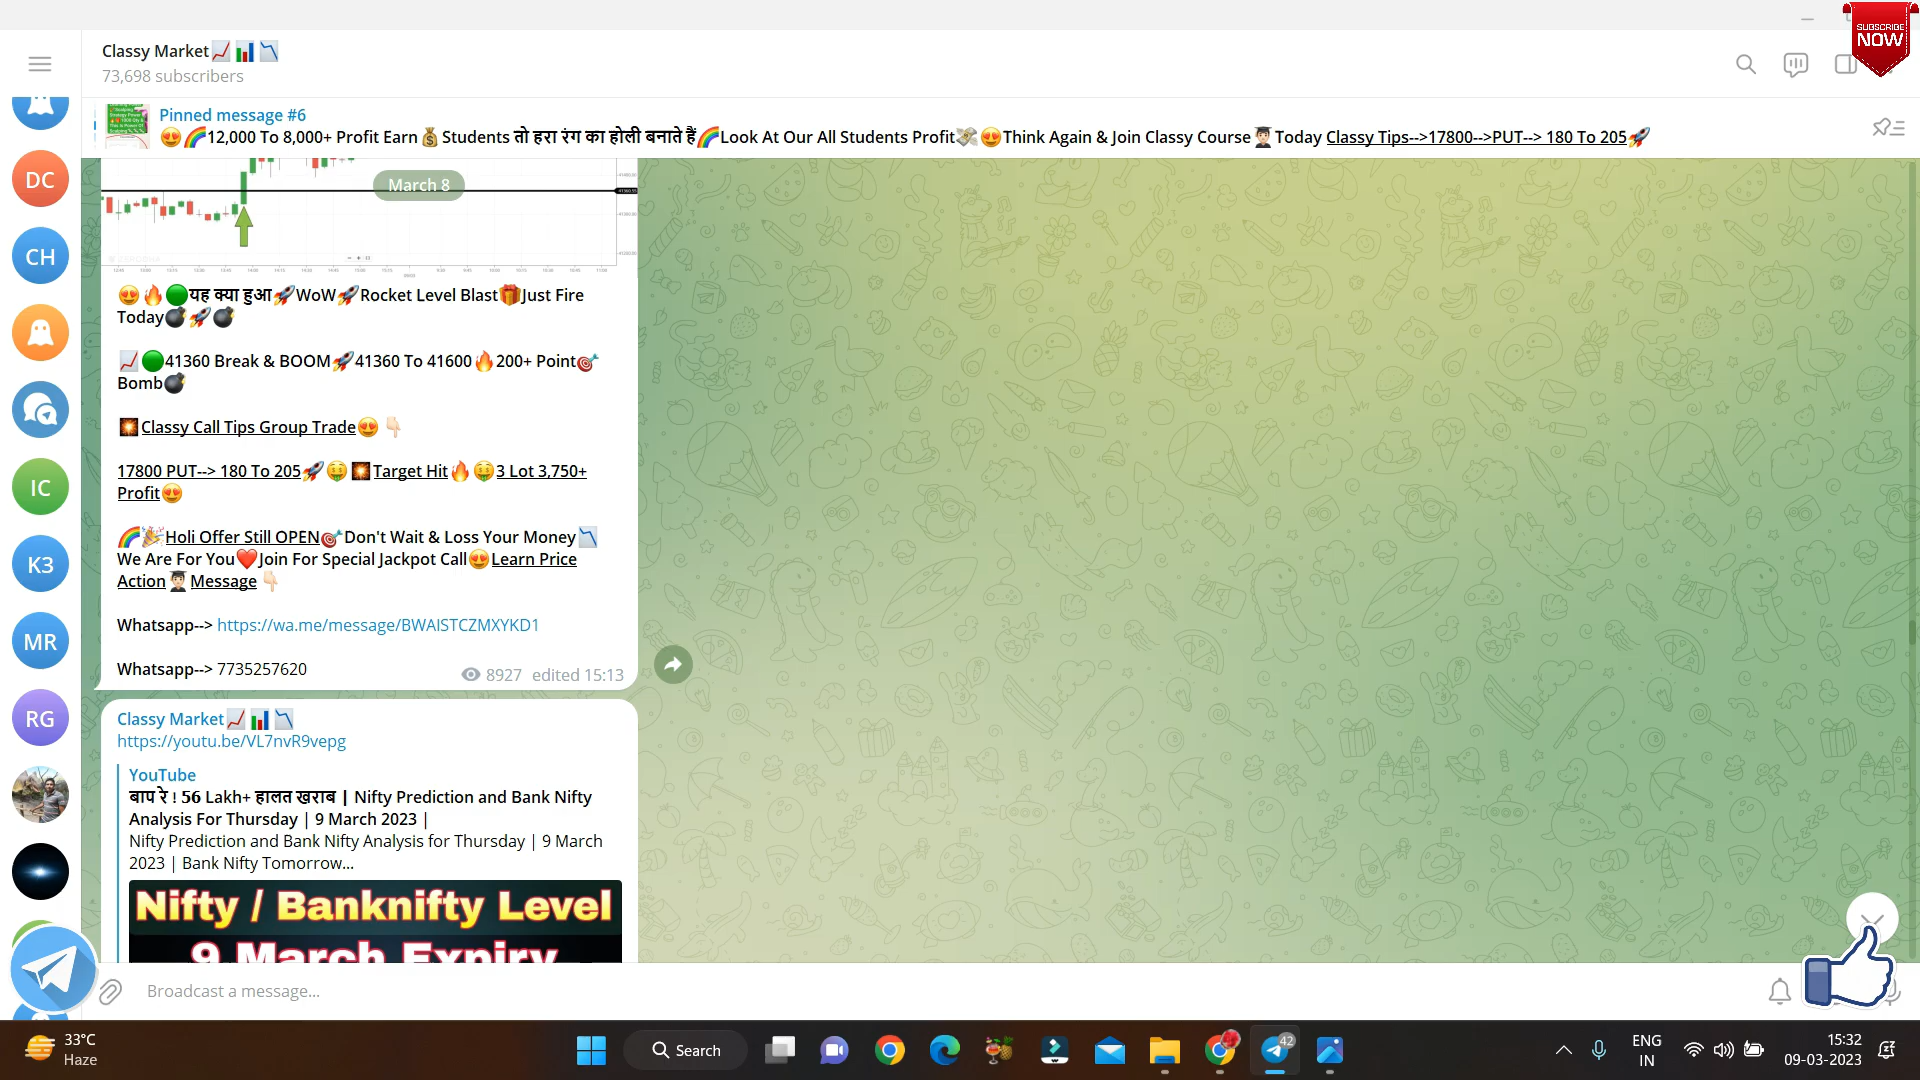 SUBSCRIBE
NOW
Classy Market📈📊📉
73,698 subscribers
Pinned message #6
😍🌈12,000 To 8,000+ Profit Earn💰Students तो हरा रंग का होली बनाते हैं🌈Look At Our All Students Profit💸😍Think Again & Join Classy Course👨🏻‍🎓Today Classy Tips-->17800-->PUT--> 180 To 205🚀
DC
CH
IC
K3
MR
RG
March 8
😍🔥🟢यह क्या हुआ🚀WoW🚀Rocket Level Blast🎁Just Fire
Today💣🚀💣
📈🟢41360 Break & BOOM🚀41360 To 41600🔥200+ Point🎯
Bomb💣
💥Classy Call Tips Group Trade😍👇🏻
17800 PUT--> 180 To 205🚀🤑💥Target Hit🔥🤑3 Lot 3,750+
Profit😍
🌈🎉Holi Offer Still OPEN🎯Don't Wait & Loss Your Money📉
We Are For You❤️Join For Special Jackpot Call😍Learn Price
Action👨🏻‍🎓Message👇🏻
Whatsapp--> https://wa.me/message/BWAISTCZMXYKD1
Whatsapp--> 7735257620
8927 edited 15:13
Classy Market📈📊📉
https://youtu.be/VL7nvR9vepg
YouTube
बाप रे ! 56 Lakh+ हालत खराब | Nifty Prediction and Bank Nifty
Analysis For Thursday | 9 March 2023 |
Nifty Prediction and Bank Nifty Analysis for Thursday | 9 March
2023 | Bank Nifty Tomorrow...
Nifty / Banknifty Level
9 March Expiry
Broadcast a message...
33°C
Haze
Search
42
ENG
IN
15:32
09-03-2023